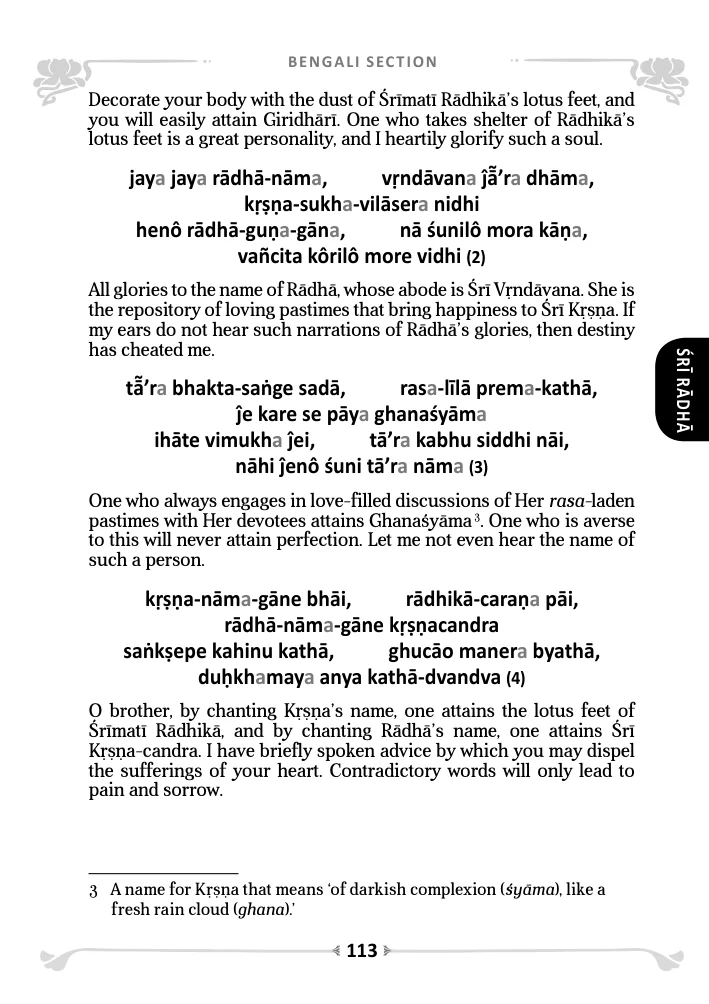 BENGALI SECTION
Decorate your body with the dust of Śrīmatī Rādhikā’s lotus feet, and
you will easily attain Giridhārī. One who takes shelter of Rādhikā’s
lotus feet is a great personality, and I heartily glorify such a soul.
jaya jaya rādhā-nāma, vṛndāvana ĵā̃’ra dhāma,
kṛṣṇa-sukha-vilāsera nidhi
henô rādhā-guṇa-gāna, nā śunilô mora kāṇa,
vañcita kôrilô more vidhi (2)
All glories to the name of Rādhā, whose abode is Śrī Vṛndāvana. She is
the repository of loving pastimes that bring happiness to Śrī Kṛṣṇa. If
my ears do not hear such narrations of Rādhā’s glories, then destiny
has cheated me.
tā̃’ra bhakta-saṅge sadā, rasa-līlā prema-kathā,
ĵe kare se pāya ghanaśyāma
ihāte vimukha ĵei, tā’ra kabhu siddhi nāi,
nāhi ĵenô śuni tā’ra nāma (3)
One who always engages in love-filled discussions of Her rasa-laden
pastimes with Her devotees attains Ghanaśyāma 3. One who is averse
to this will never attain perfection. Let me not even hear the name of
such a person.
kṛṣṇa-nāma-gāne bhāi, rādhikā-caraṇa pāi,
rādhā-nāma-gāne kṛṣṇacandra
saṅkṣepe kahinu kathā, ghucāo manera byathā,
duḥkhamaya anya kathā-dvandva (4)
O brother, by chanting Kṛṣṇa’s name, one attains the lotus feet of
Śrīmatī Rādhikā, and by chanting Rādhā’s name, one attains Śrī
Kṛṣṇa-candra. I have briefly spoken advice by which you may dispel
the sufferings of your heart. Contradictory words will only lead to
pain and sorrow.
ŚRĪ RĀDHĀ
3 A name for Kṛṣṇa that means ‘of darkish complexion (śyāma), like a
fresh rain cloud (ghana).’
113